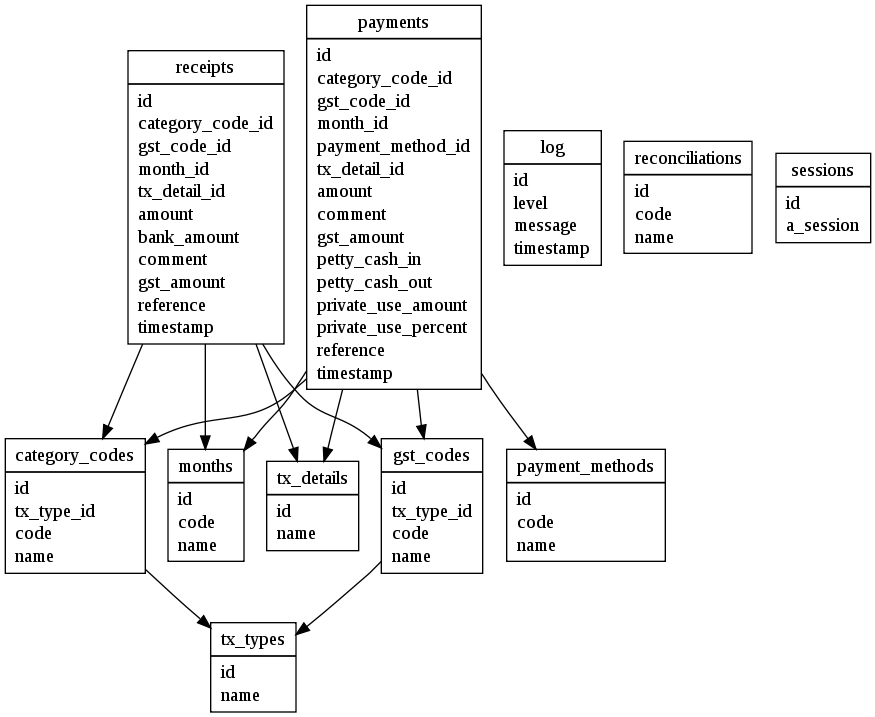 payments
id
category_code_id
gst_code_id
month_id
payment_method_id
tx_detail_id
amount
comment
gst_amount
petty_cash_in
petty_cash_out
private_use_amount
private_use_percent
reference
timestamp
receipts
id
category_code_id
gst_code_id
month_id
tx_detail_id
amount
bank_amount
comment
gst_amount
reference
timestamp
log
id
level
message
timestamp
reconciliations
id
code
name
sessions
id
a_session
category_codes
id
tx_type_id
code
name
months
id
code
name
tx_details
id
name
gst_codes
id
tx_type_id
code
name
payment_methods
id
code
name
tx_types
id
name